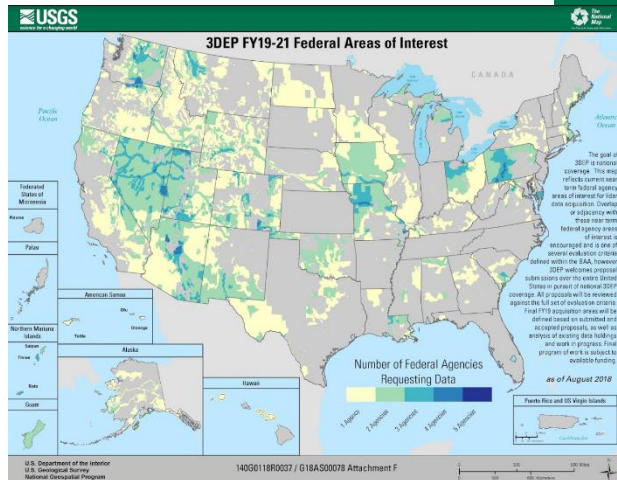 USGS
science for a changing world
The
National
Map
3DEP FY19-21 Federal Areas of Interest
CANADA
Pacific
Ocean
Atlantic
Ocean
The goal of
3DEP is national
coverage. This map
reflects current near
term federal agency
areas of interest for lidar
data acquisition. Overlap
or adjacency with
these near term
federal agency areas
of interest is
encouraged and is one of
several evaluation criteria
defined within the BAA, however
3DEP welcomes proposal
submissions over the entire United
States in pursuit of national 3DEP
coverage. All proposals will be reviewed
against the full set of evaluation criteria.
Final FY19 acquisition areas will be
defined based on submitted and
accepted proposals, as well as
analysis of existing data holdings
and work in progress. Final
program of work is subject to
available funding.
as of August 2018
Federated
States of
Micronesia
Palau
Northern Mariana
Islands
Saipan
Tinian
Rota
Guam
American Samoa
Tutuila
Alaska
Hawaii
Number of Federal Agencies
Requesting Data
1 Agency
2 Agencies
3 Agencies
4 Agencies
5 Agencies
Puerto Rico and US Virgin Islands
U.S. Department of the Interior
U.S. Geological Survey
National Geospatial Program
140G0118R0037 / G18AS00078 Attachment F